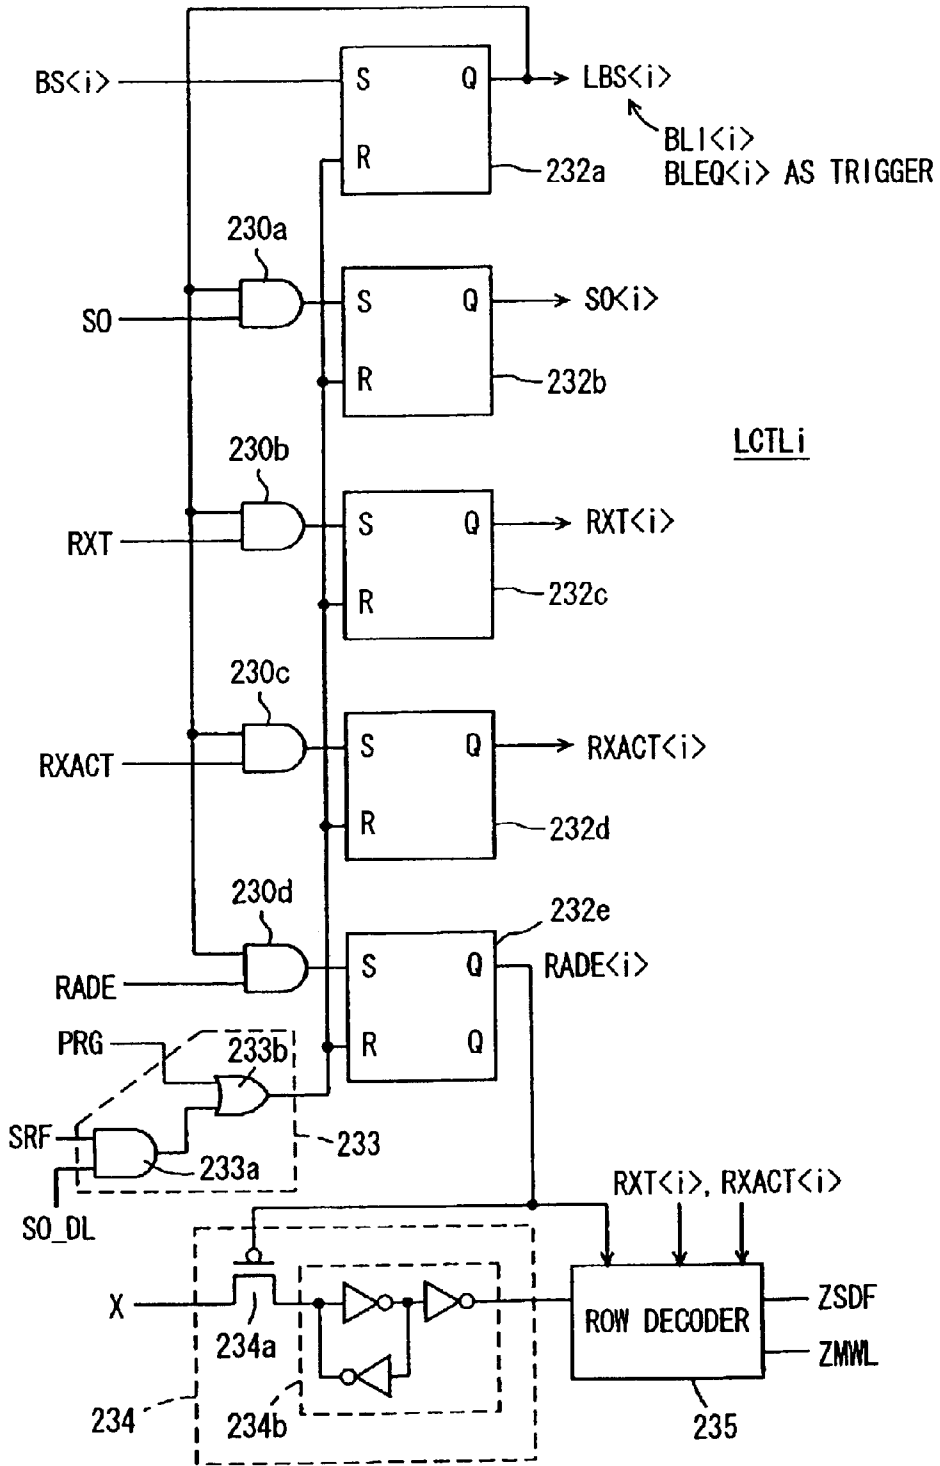 BS<i>
S
Q
LBS<i>
R
232a
BLI<i>
BLEQ<i> AS TRIGGER
230a
SO
S
Q
SO<i>
R
232b
LCTLi
230b
RXT
S
Q
RXT<i>
R
232c
230c
RXACT
S
Q
RXACT<i>
R
232d
230d
232e
RADE
S
Q
RADE<i>
R
Q
PRG
233b
SRF
233a
233
SO_DL
RXT<i>, RXACT<i>
X
234a
ROW DECODER
ZSDF
ZMWL
234
234b
235